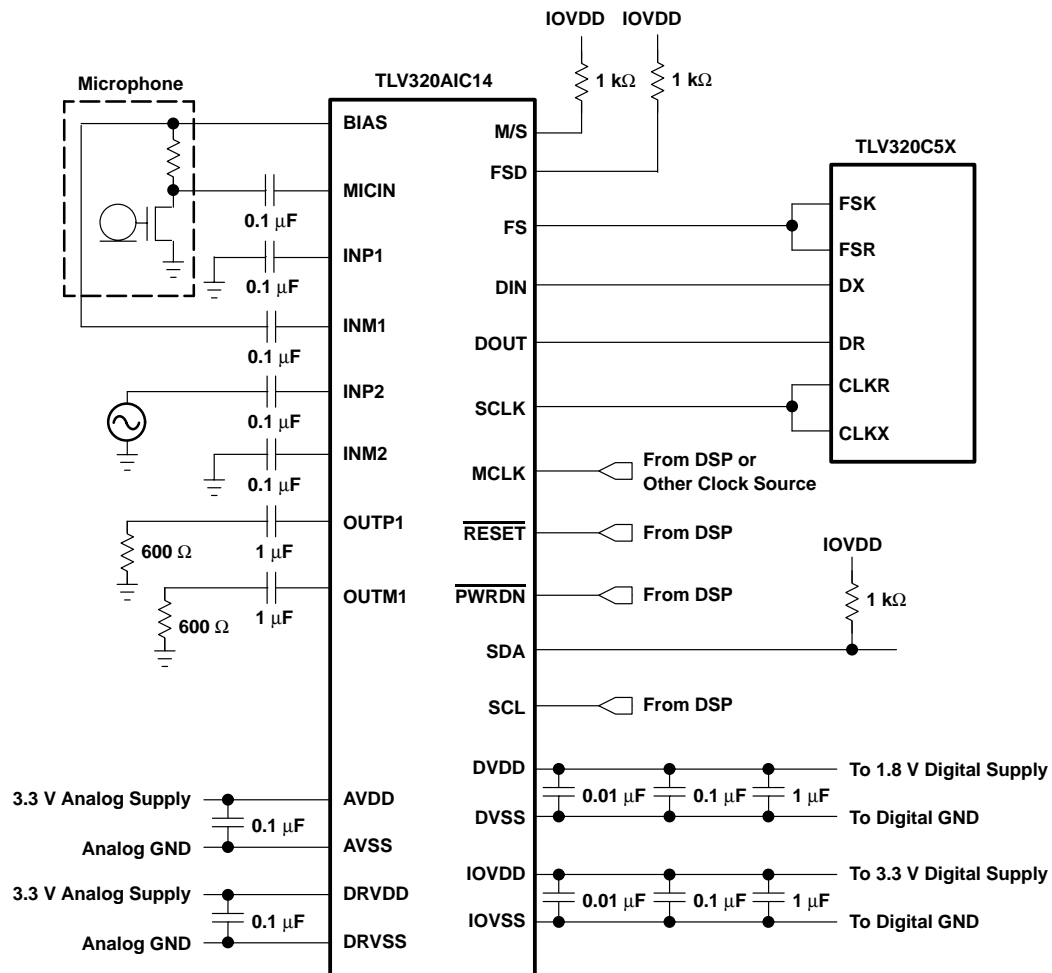 IOVDD IOVDD
1 kΩ 1 kΩ
Microphone
TLV320AIC14
TLV320C5X
BIAS
MICIN
0.1 μF
INP1
0.1 μF
INM1
0.1 μF
INP2
0.1 μF
INM2
0.1 μF
OUTP1
1 μF
600 Ω
OUTM1
1 μF
600 Ω
3.3 V Analog Supply
AVDD
0.1 μF
Analog GND
AVSS
3.3 V Analog Supply
DRVDD
0.1 μF
Analog GND
DRVSS
M/S
FSD
FS
DIN
DOUT
SCLK
MCLK
From DSP or
Other Clock Source
RESET
From DSP
PWRDN
From DSP
SDA
SCL
From DSP
IOVDD
1 kΩ
FSK
FSR
DX
DR
CLKR
CLKX
DVDD
To 1.8 V Digital Supply
0.01 μF 0.1 μF 1 μF
DVSS
To Digital GND
IOVDD
To 3.3 V Digital Supply
0.01 μF 0.1 μF 1 μF
IOVSS
To Digital GND